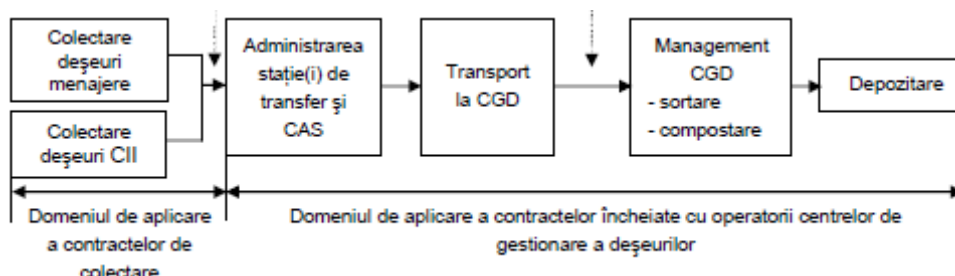 Colectare
deşeuri
menajere
Colectare
deşeuri CII
Administrarea
staţie(i) de
transfer şi
CAS
Transport
la CGD
Management
CGD
- sortare
- compostare
Depozitare
Domeniul de aplicare
a contractelor de
colectare
Domeniul de aplicare a contractelor încheiate cu operatorii centrelor de
gestionare a deşeurilor